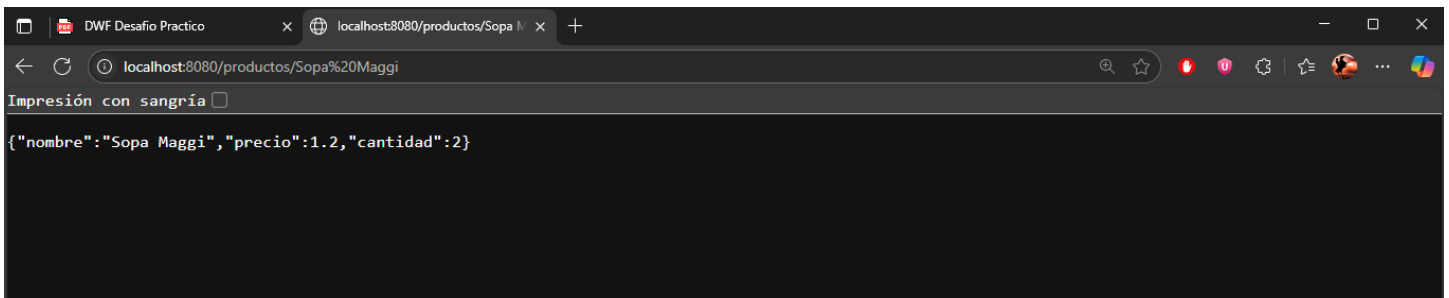 DWF Desafio Practico
localhost:8080/productos/Sopa M
localhost:8080/productos/Sopa%20Maggi
Impresión con sangría
{"nombre":"Sopa Maggi","precio":1.2,"cantidad":2}